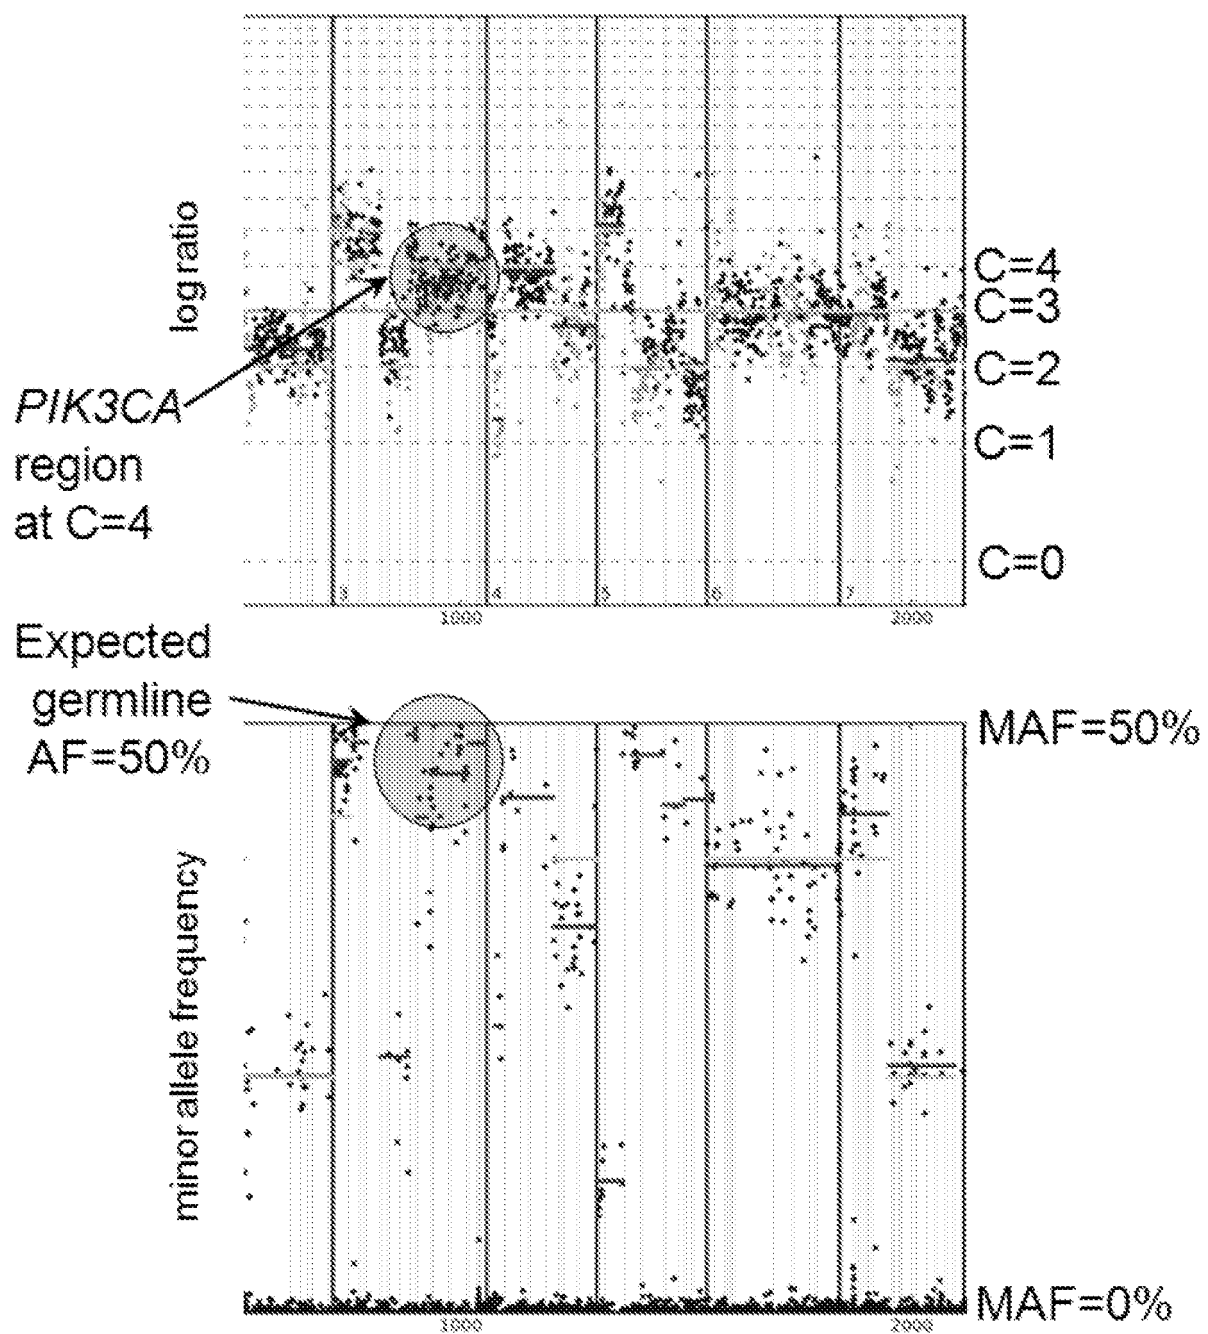 log ratio
C=4
C=3
C=2
C=1
C=0
PIK3CA
region
at C=4
3
4
5
6
7
1000
2000
Expected
germline
AF=50%
MAF=50%
minor allele frequency
MAF=0%
1000
2000